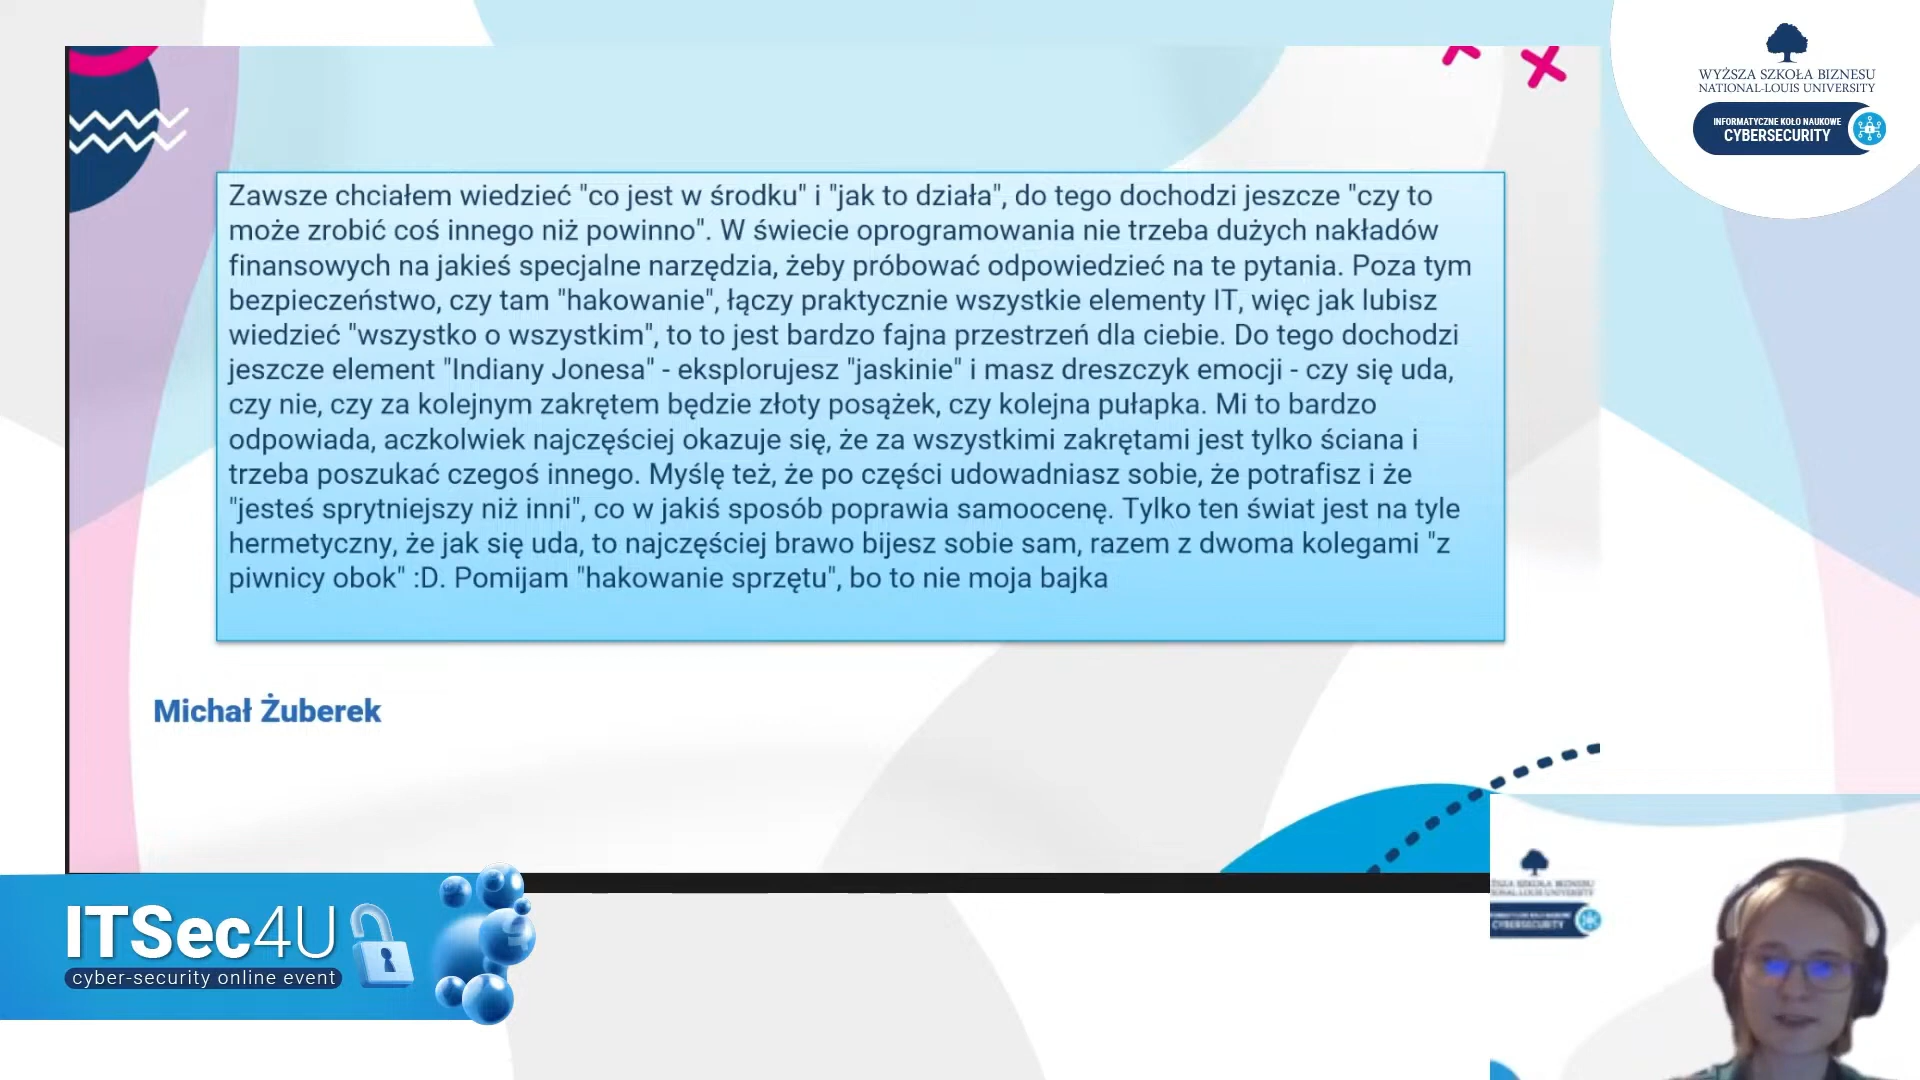 WYŻSZA SZKOŁA BIZNESU
NATIONAL-LOUIS UNIVERSITY
INFORMATYCZNE KOŁO NAUKOWE
CYBERSECURITY
Zawsze chciałem wiedzieć "co jest w środku" i "jak to działa", do tego dochodzi jeszcze "czy to
może zrobić coś innego niż powinno". W świecie oprogramowania nie trzeba dużych nakładów
finansowych na jakieś specjalne narzędzia, żeby próbować odpowiedzieć na te pytania. Poza tym
bezpieczeństwo, czy tam "hakowanie", łączy praktycznie wszystkie elementy IT, więc jak lubisz
wiedzieć "wszystko o wszystkim", to to jest bardzo fajna przestrzeń dla ciebie. Do tego dochodzi
jeszcze element "Indiany Jonesa" - eksplorujesz "jaskinie" i masz dreszczyk emocji - czy się uda,
czy nie, czy za kolejnym zakrętem będzie złoty posążek, czy kolejna pułapka. Mi to bardzo
odpowiada, aczkolwiek najczęściej okazuje się, że za wszystkimi zakrętami jest tylko ściana i
trzeba poszukać czegoś innego. Myślę też, że po części udowadniasz sobie, że potrafisz i że
"jesteś sprytniejszy niż inni", co w jakiś sposób poprawia samoocenę. Tylko ten świat jest na tyle
hermetyczny, że jak się uda, to najczęściej brawo bijesz sobie sam, razem z dwoma kolegami "z
piwnicy obok" :D. Pomijam "hakowanie sprzętu", bo to nie moja bajka
Michał Żuberek
ITSec4U
cyber-security online event
CYBERSECURITY